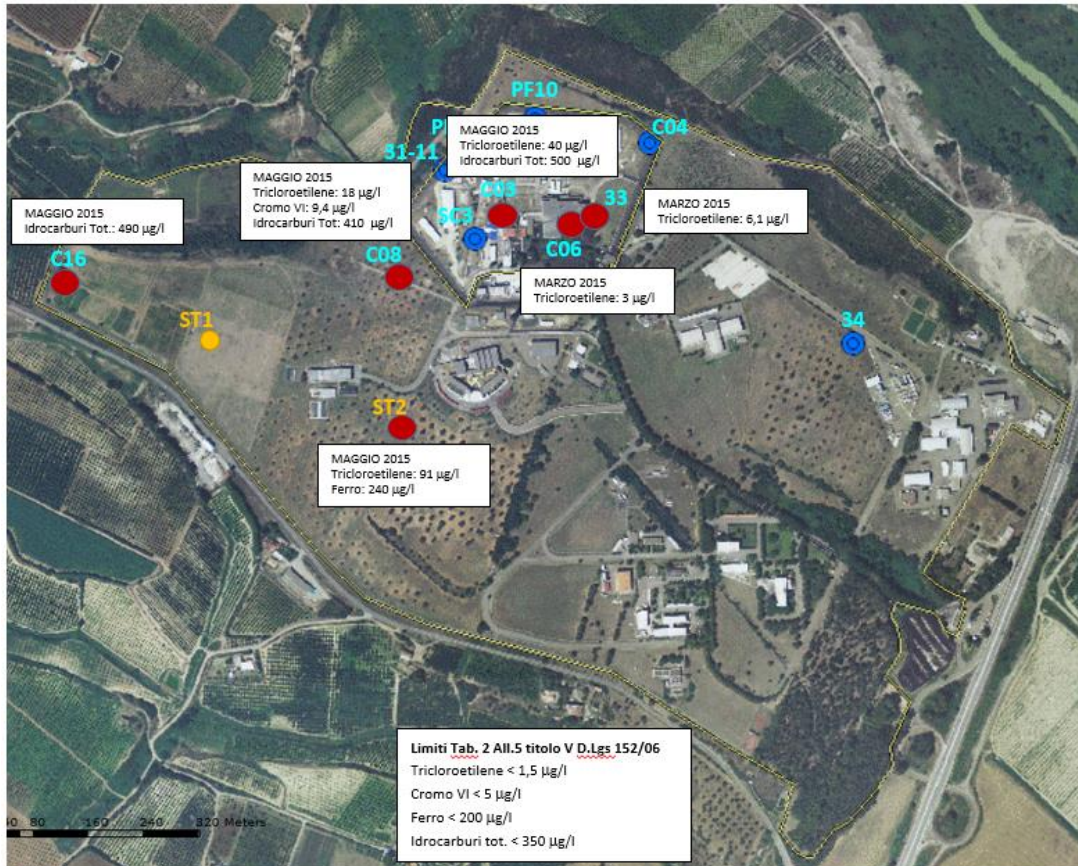 PF10
MAGGIO 2015
Tricloroetilene: 40 µg/l
Idrocarburi Tot: 500 µg/l
C04
31-11
MAGGIO 2015
Tricloroetilene: 18 µg/l
Cromo VI: 9,4 µg/l
Idrocarburi Tot: 410 µg/l
C03
33
MARZO 2015
Tricloroetilene: 6,1 µg/l
MAGGIO 2015
Idrocarburi Tot.: 490 µg/l
SC3
C06
C16
C08
MARZO 2015
Tricloroetilene: 3 µg/l
ST1
34
ST2
MAGGIO 2015
Tricloroetilene: 91 µg/l
Ferro: 240 µg/l
Limiti Tab. 2 All.5 titolo V D.Lgs 152/06
Tricloroetilene < 1,5 µg/l
Cromo VI < 5 µg/l
Ferro < 200 µg/l
Idrocarburi tot. < 350 µg/l
80 160 240 320 Meters